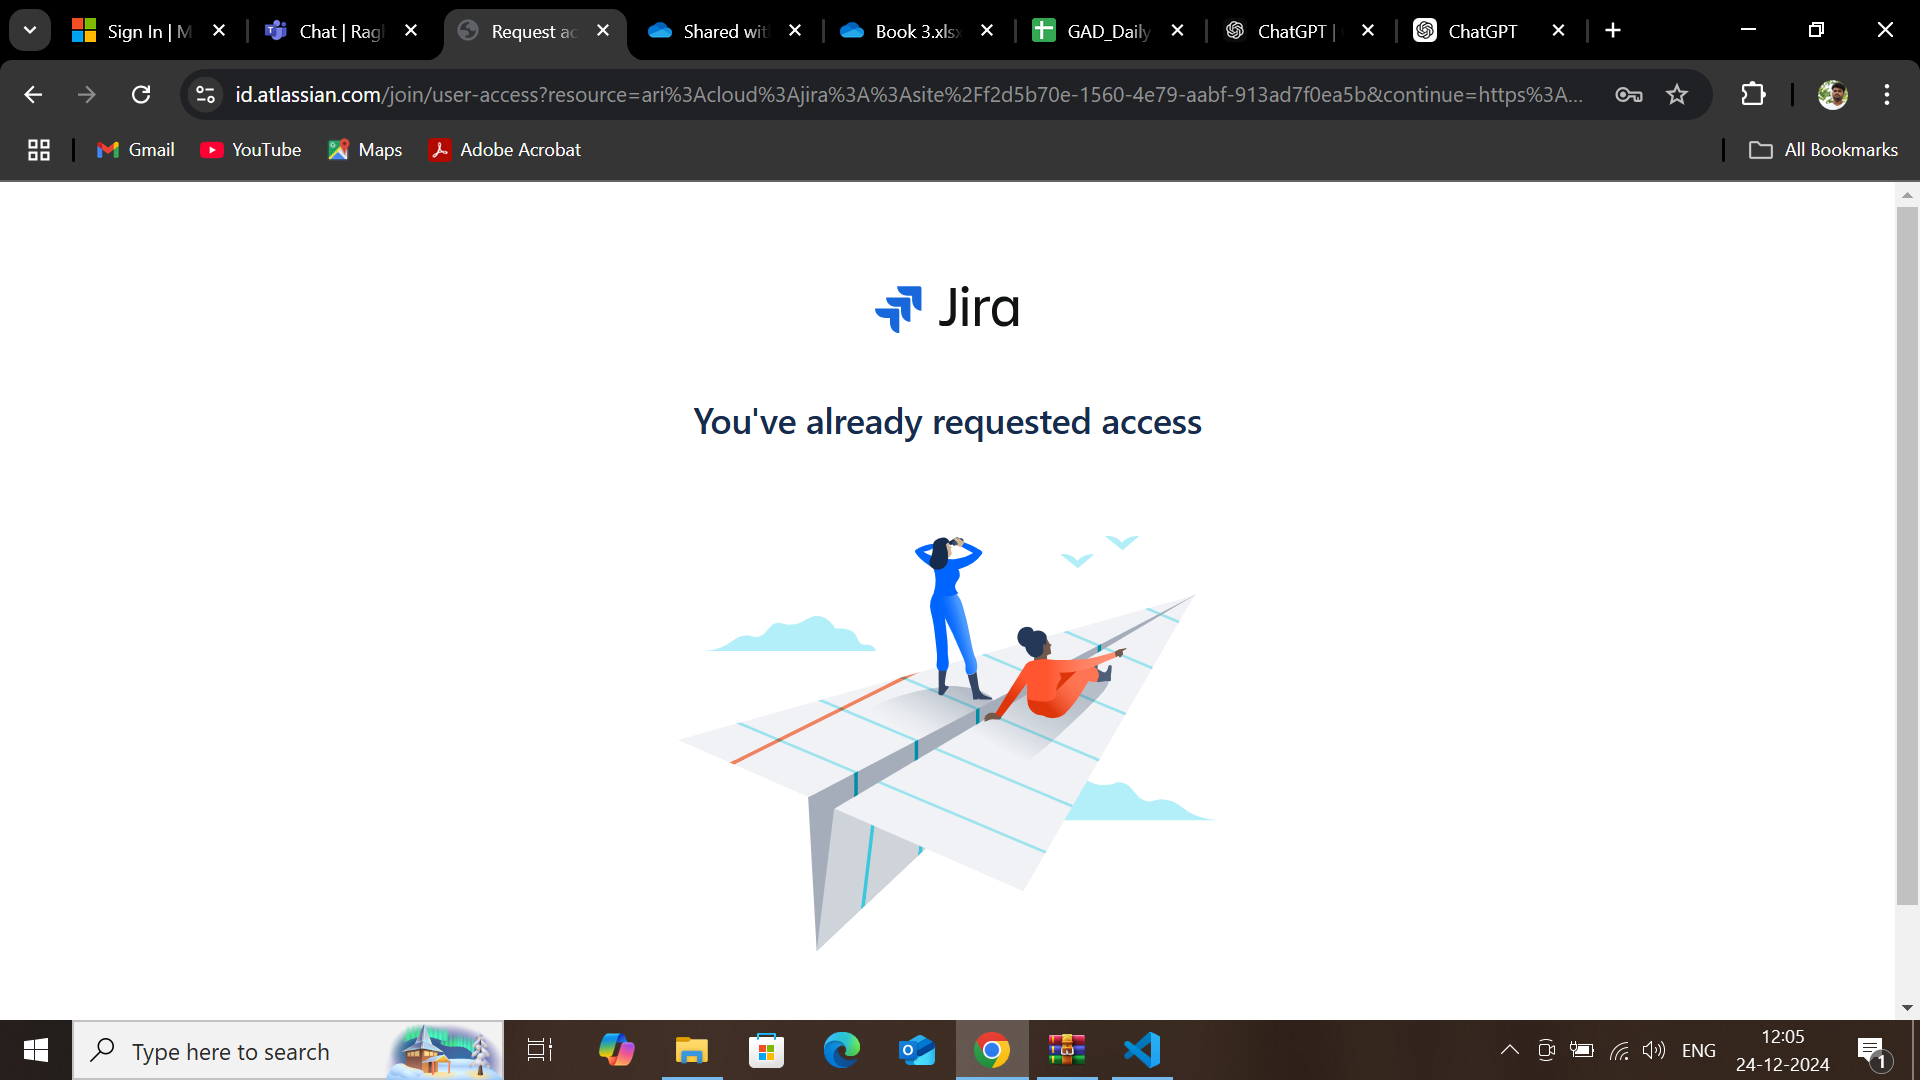 Sign In | M
Chat | Ragh
Request ac
Shared wit
Book 3.xlsx
GAD_Daily
ChatGPT |
ChatGPT
id.atlassian.com/join/user-access?resource=ari%3Acloud%3Ajira%3A%3Asite%2Ff2d5b70e-1560-4e79-aabf-913ad7f0ea5b&continue=https%3A...
Gmail
YouTube
Maps
Adobe Acrobat
All Bookmarks
Jira
You've already requested access
Type here to search
ENG
12:05
24-12-2024
1